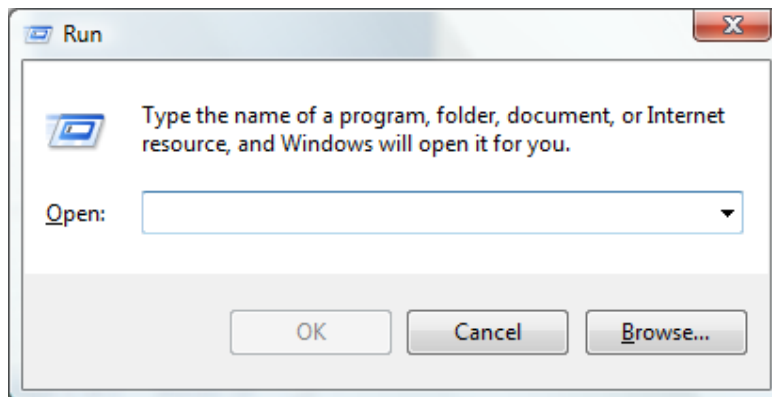 Run
Type the name of a program, folder, document, or Internet
resource, and Windows will open it for you.
Open:
OK Cancel Browse...